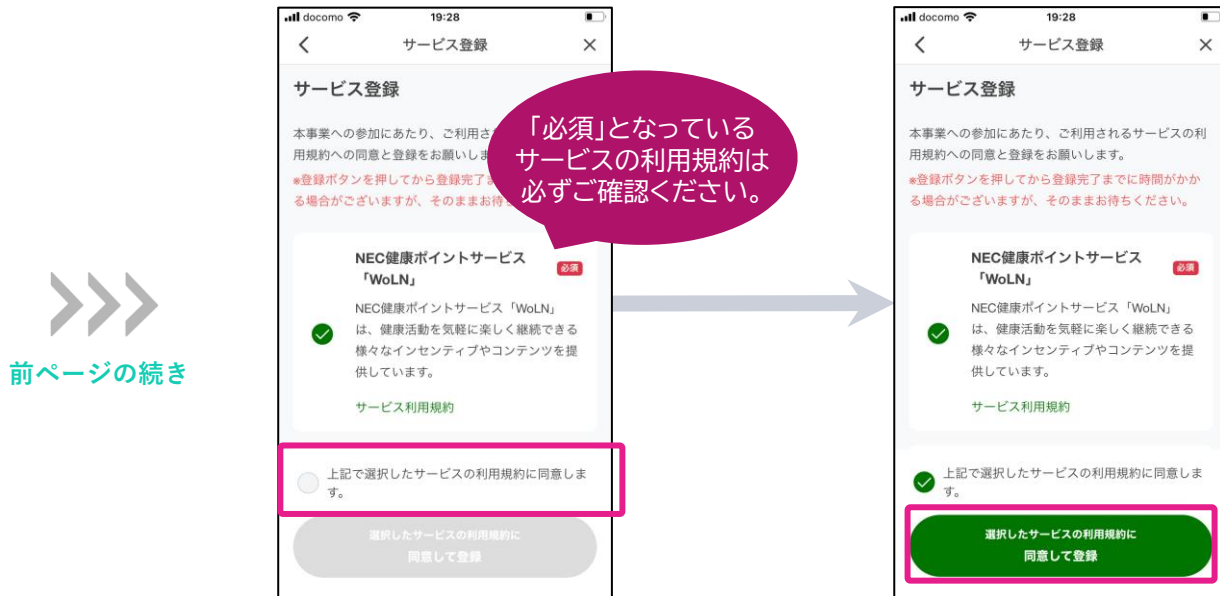 前ページの続き
docomo 19:28
サービス登録
サービス登録
本事業への参加にあたり、ご利用さ
用規約への同意と登録をお願いしま
※登録ボタンを押してから登録完了ま
る場合がございますが、そのままお待ち
「必須」となっている
サービスの利用規約は
必ずご確認ください。
NEC健康ポイントサービス
「WoLN」
必須
NEC健康ポイントサービス「WoLN」
は、健康活動を気軽に楽しく継続できる
様々なインセンティブやコンテンツを提
供しています。
サービス利用規約
上記で選択したサービスの利用規約に同意しま
す。
選択したサービスの利用規約に
同意して登録
docomo 19:28
サービス登録
サービス登録
本事業への参加にあたり、ご利用されるサービスの利
用規約への同意と登録をお願いします。
※登録ボタンを押してから登録完了までに時間がかか
る場合がございますが、そのままお待ちください。
NEC健康ポイントサービス
「WoLN」
必須
NEC健康ポイントサービス「WoLN」
は、健康活動を気軽に楽しく継続できる
様々なインセンティブやコンテンツを提
供しています。
サービス利用規約
上記で選択したサービスの利用規約に同意しま
す。
選択したサービスの利用規約に
同意して登録